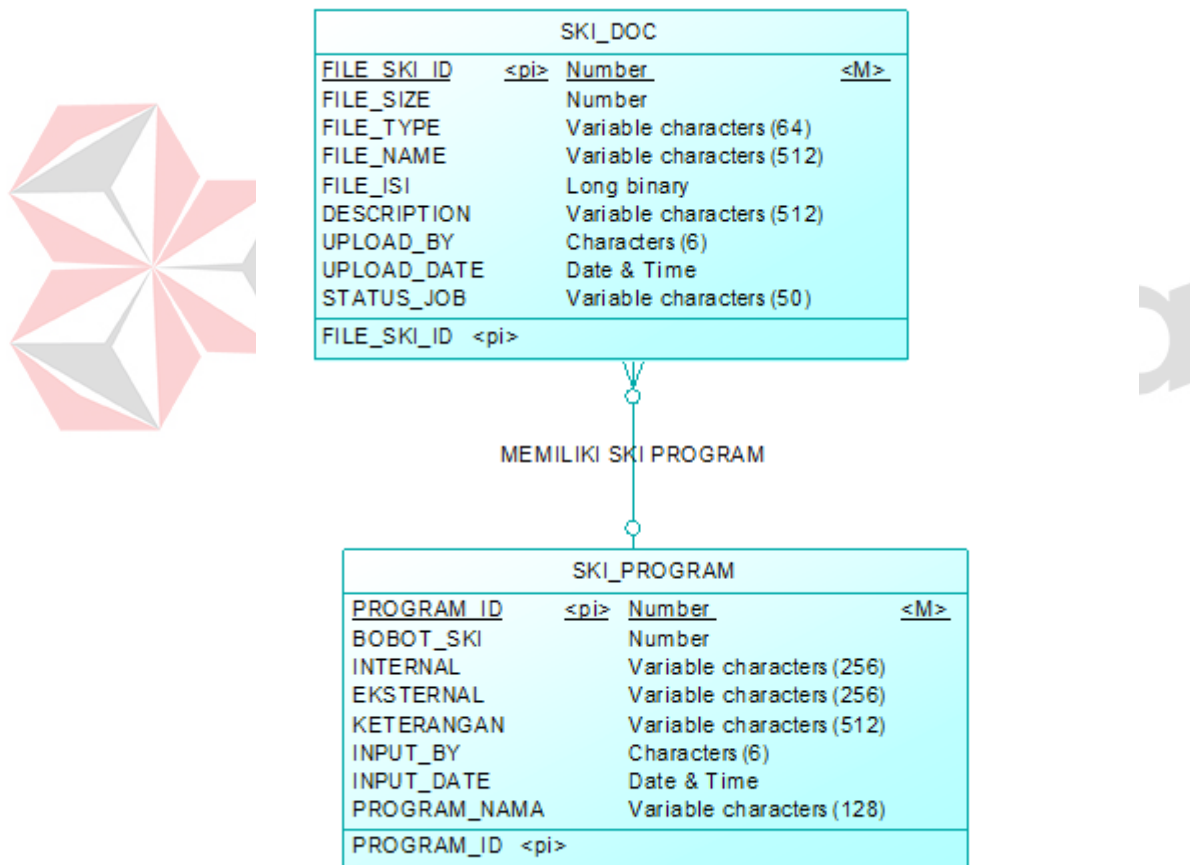 SKI_DOC
FILE_SKI_ID <pi> Number <M>
FILE_SIZE Number
FILE_TYPE Variable characters (64)
FILE_NAME Variable characters (512)
FILE_ISI Long binary
DESCRIPTION Variable characters (512)
UPLOAD_BY Characters (6)
UPLOAD_DATE Date & Time
STATUS_JOB Variable characters (50)
FILE_SKI_ID <pi>
MEMILIKI SKI PROGRAM
SKI_PROGRAM
PROGRAM_ID <pi> Number <M>
BOBOT_SKI Number
INTERNAL Variable characters (256)
EKSTERNAL Variable characters (256)
KETERANGAN Variable characters (512)
INPUT_BY Characters (6)
INPUT_DATE Date & Time
PROGRAM_NAMA Variable characters (128)
PROGRAM_ID <pi>